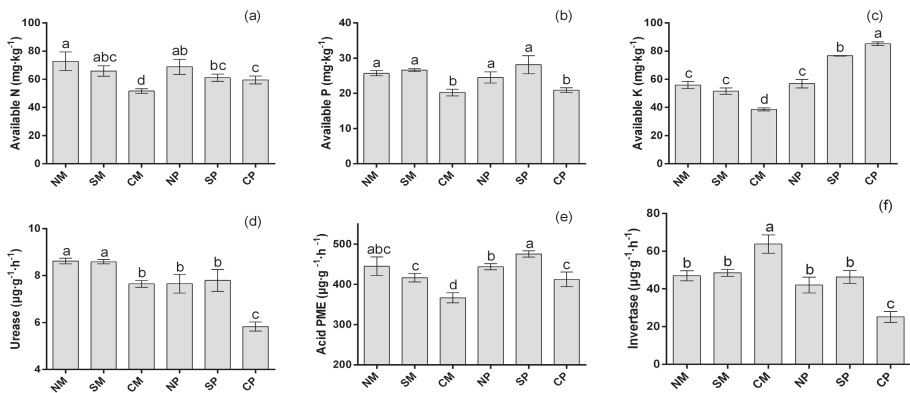 (a)
Available N (mg·kg⁻¹)
100
80
60
40
20
0
a
abc
d
ab
bc
c
NM SM CM NP SP CP
(b)
Available P (mg·kg⁻¹)
40
30
20
10
0
a
a
b
a
a
b
NM SM CM NP SP CP
(c)
Available K (mg·kg⁻¹)
100
80
60
40
20
0
c
c
d
c
b
a
NM SM CM NP SP CP
(d)
Urease (µg·g⁻¹·h⁻¹)
10
8
6
4
a
a
b
b
b
c
NM SM CM NP SP CP
(e)
Acid PME (µg·g⁻¹·h⁻¹)
500
400
300
200
abc
c
d
b
a
c
NM SM CM NP SP CP
(f)
Invertase (µg·g⁻¹·h⁻¹)
80
60
40
20
0
b
b
a
b
b
c
NM SM CM NP SP CP